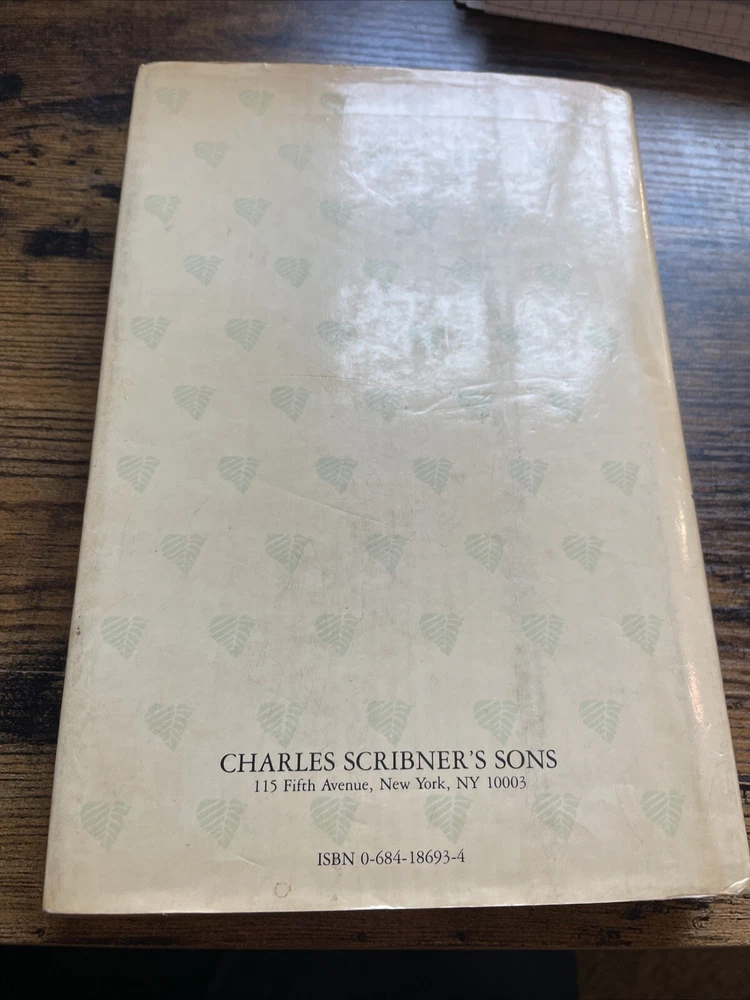 CHARLES SCRIBNER'S SONS
115 Fifth Avenue, New York, NY 10003
ISBN 0-684-18693-4